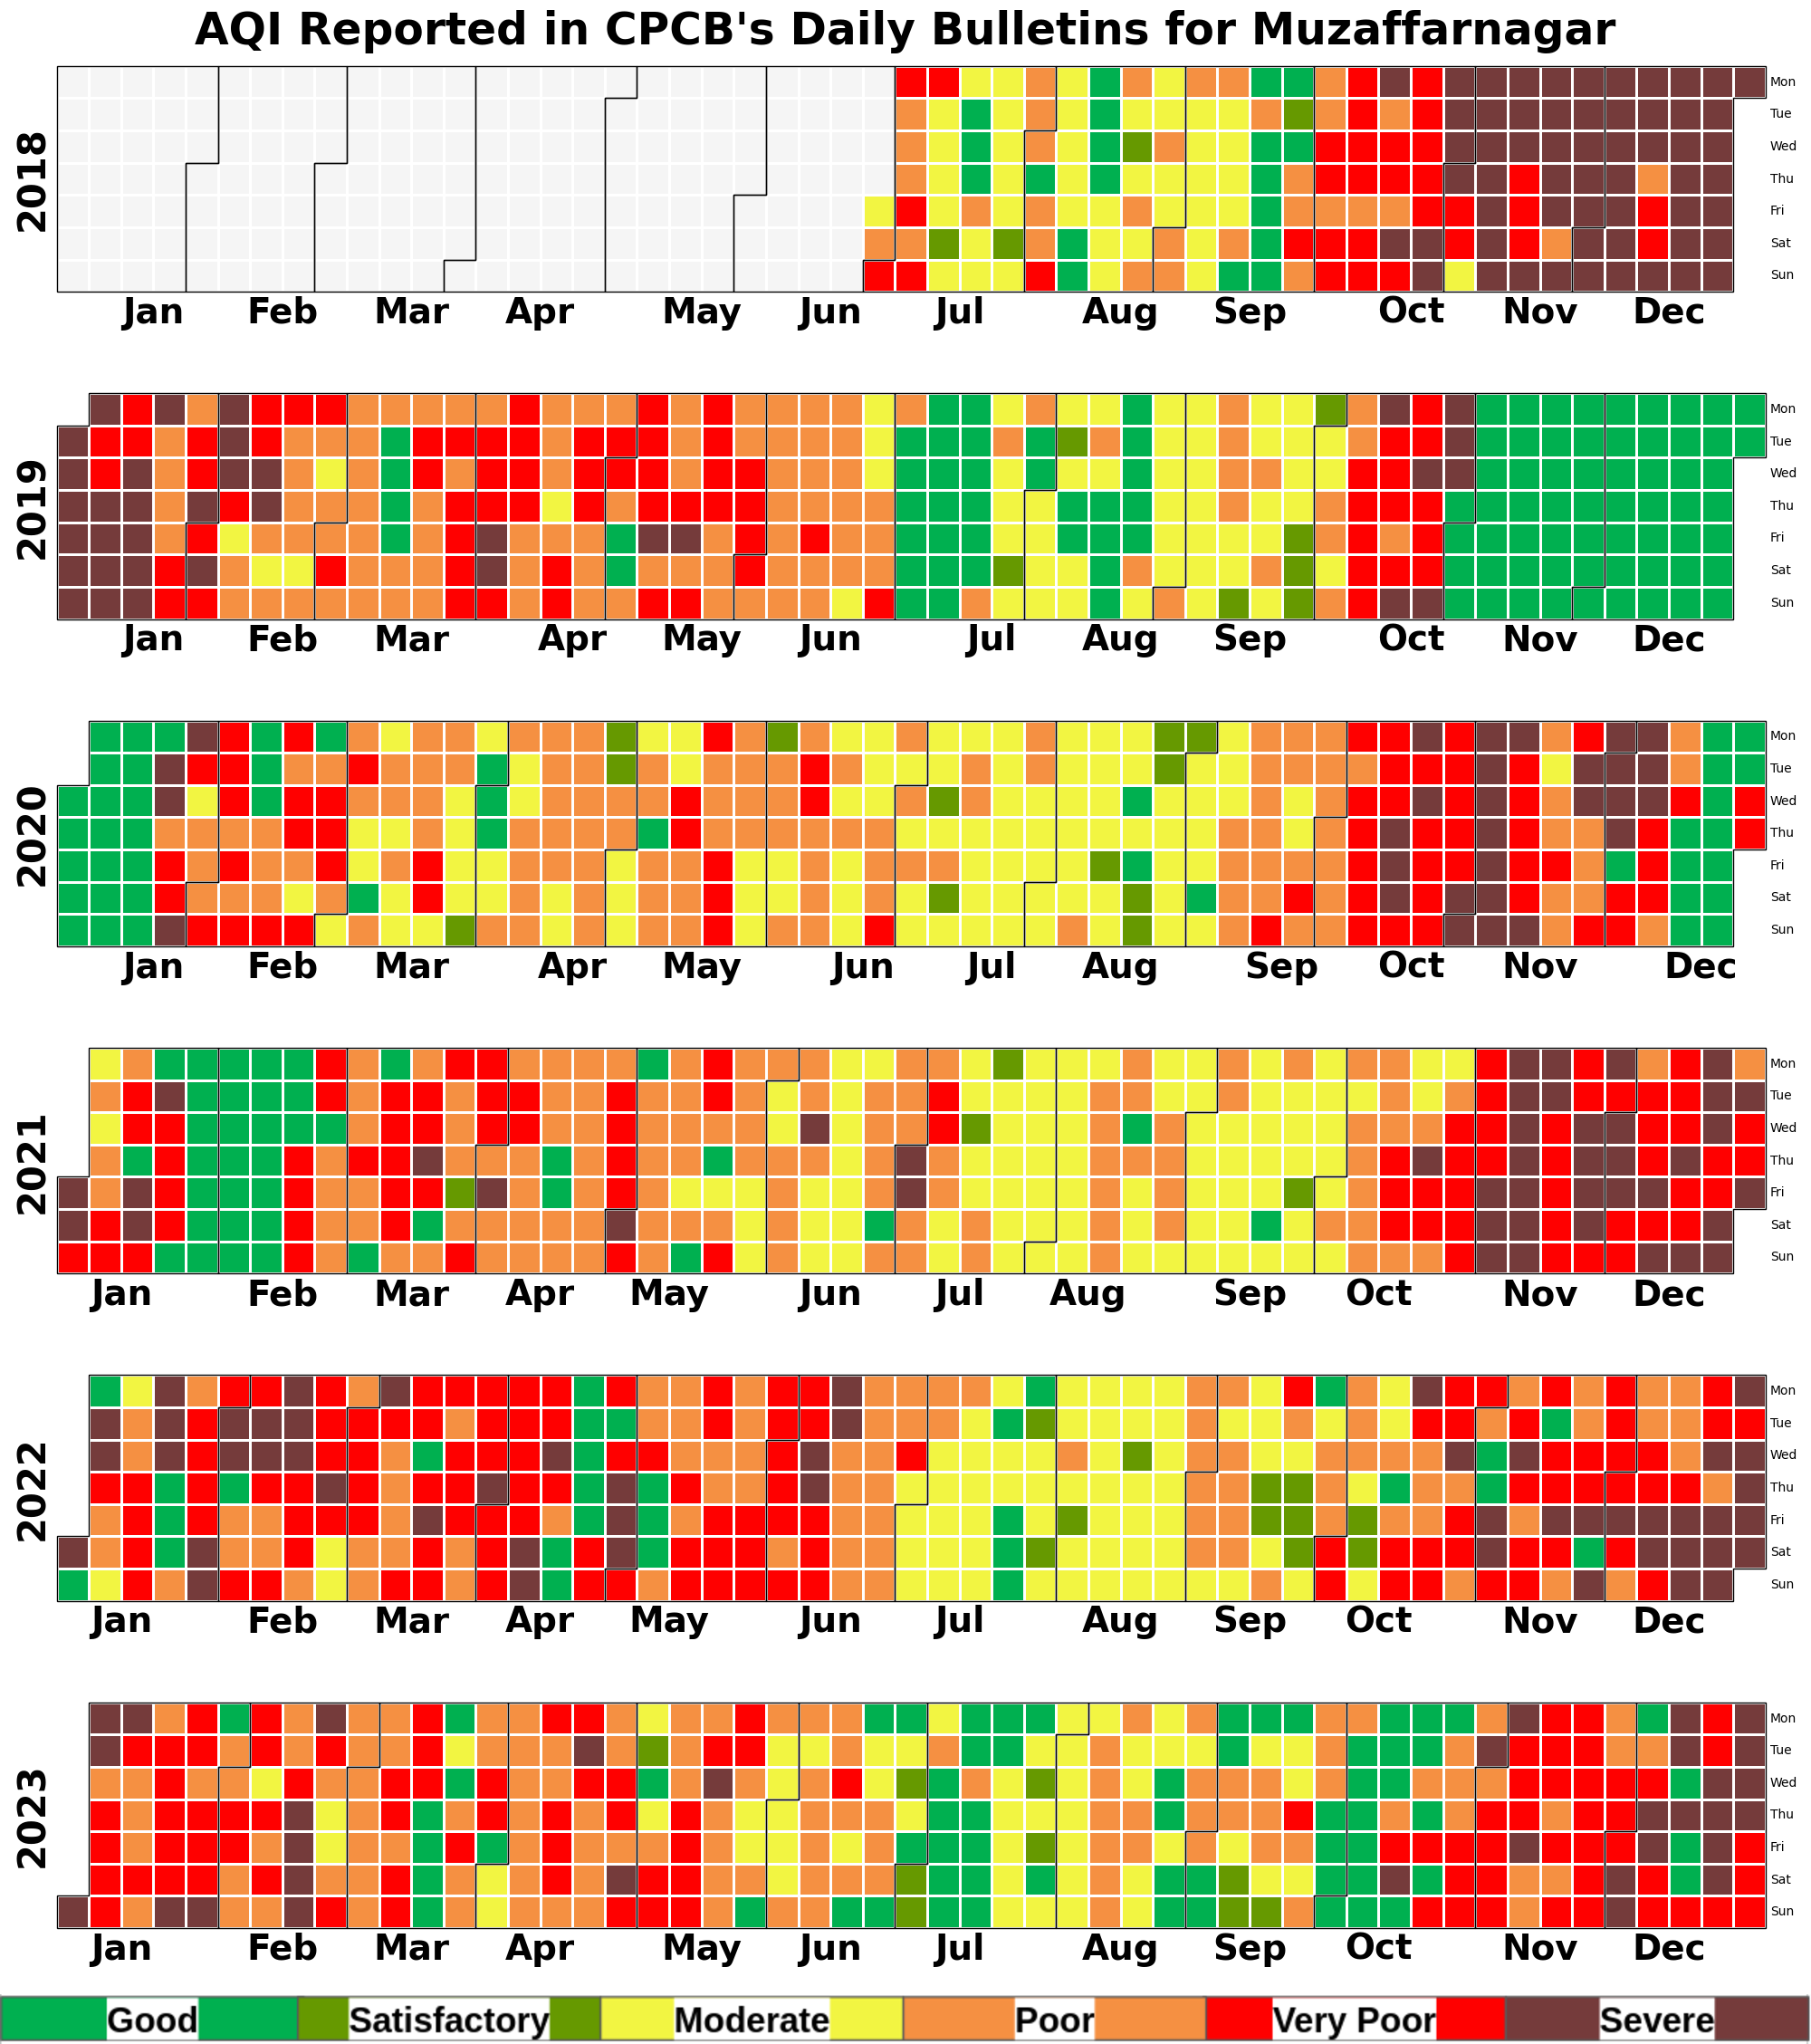 AQI Reported in CPCB's Daily Bulletins for Muzaffarnagar
2018
Mon
Tue
Wed
Thu
Fri
Sat
Sun
Jan Feb Mar Apr May Jun Jul Aug Sep Oct Nov Dec
2019
Mon
Tue
Wed
Thu
Fri
Sat
Sun
Jan Feb Mar Apr May Jun Jul Aug Sep Oct Nov Dec
2020
Mon
Tue
Wed
Thu
Fri
Sat
Sun
Jan Feb Mar Apr May Jun Jul Aug Sep Oct Nov Dec
2021
Mon
Tue
Wed
Thu
Fri
Sat
Sun
Jan Feb Mar Apr May Jun Jul Aug Sep Oct Nov Dec
2022
Mon
Tue
Wed
Thu
Fri
Sat
Sun
Jan Feb Mar Apr May Jun Jul Aug Sep Oct Nov Dec
2023
Mon
Tue
Wed
Thu
Fri
Sat
Sun
Jan Feb Mar Apr May Jun Jul Aug Sep Oct Nov Dec
Good Satisfactory Moderate Poor Very Poor Severe